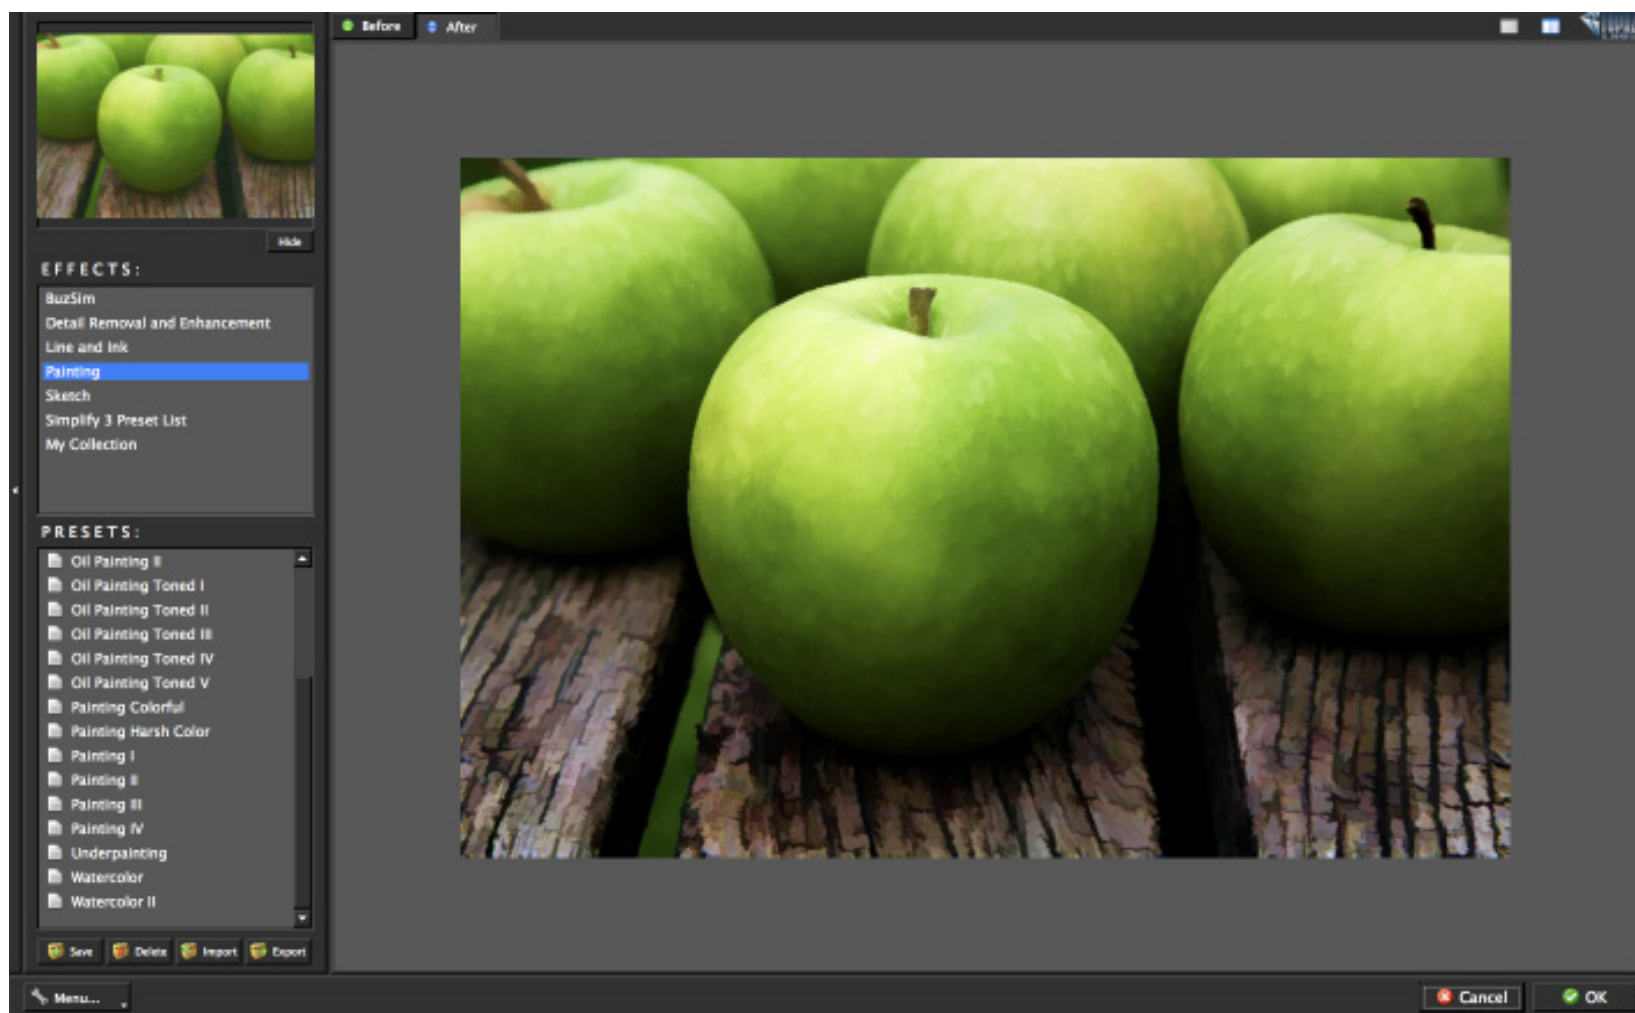 Before
After
Hide
EFFECTS:
BuzSim
Detail Removal and Enhancement
Line and Ink
Painting
Sketch
Simplify 3 Preset List
My Collection
PRESETS:
Oil Painting II
Oil Painting Toned I
Oil Painting Toned II
Oil Painting Toned III
Oil Painting Toned IV
Oil Painting Toned V
Painting Colorful
Painting Harsh Color
Painting I
Painting II
Painting III
Painting IV
Underpainting
Watercolor
Watercolor II
Save
Delete
Import
Export
Menu...
Cancel
OK